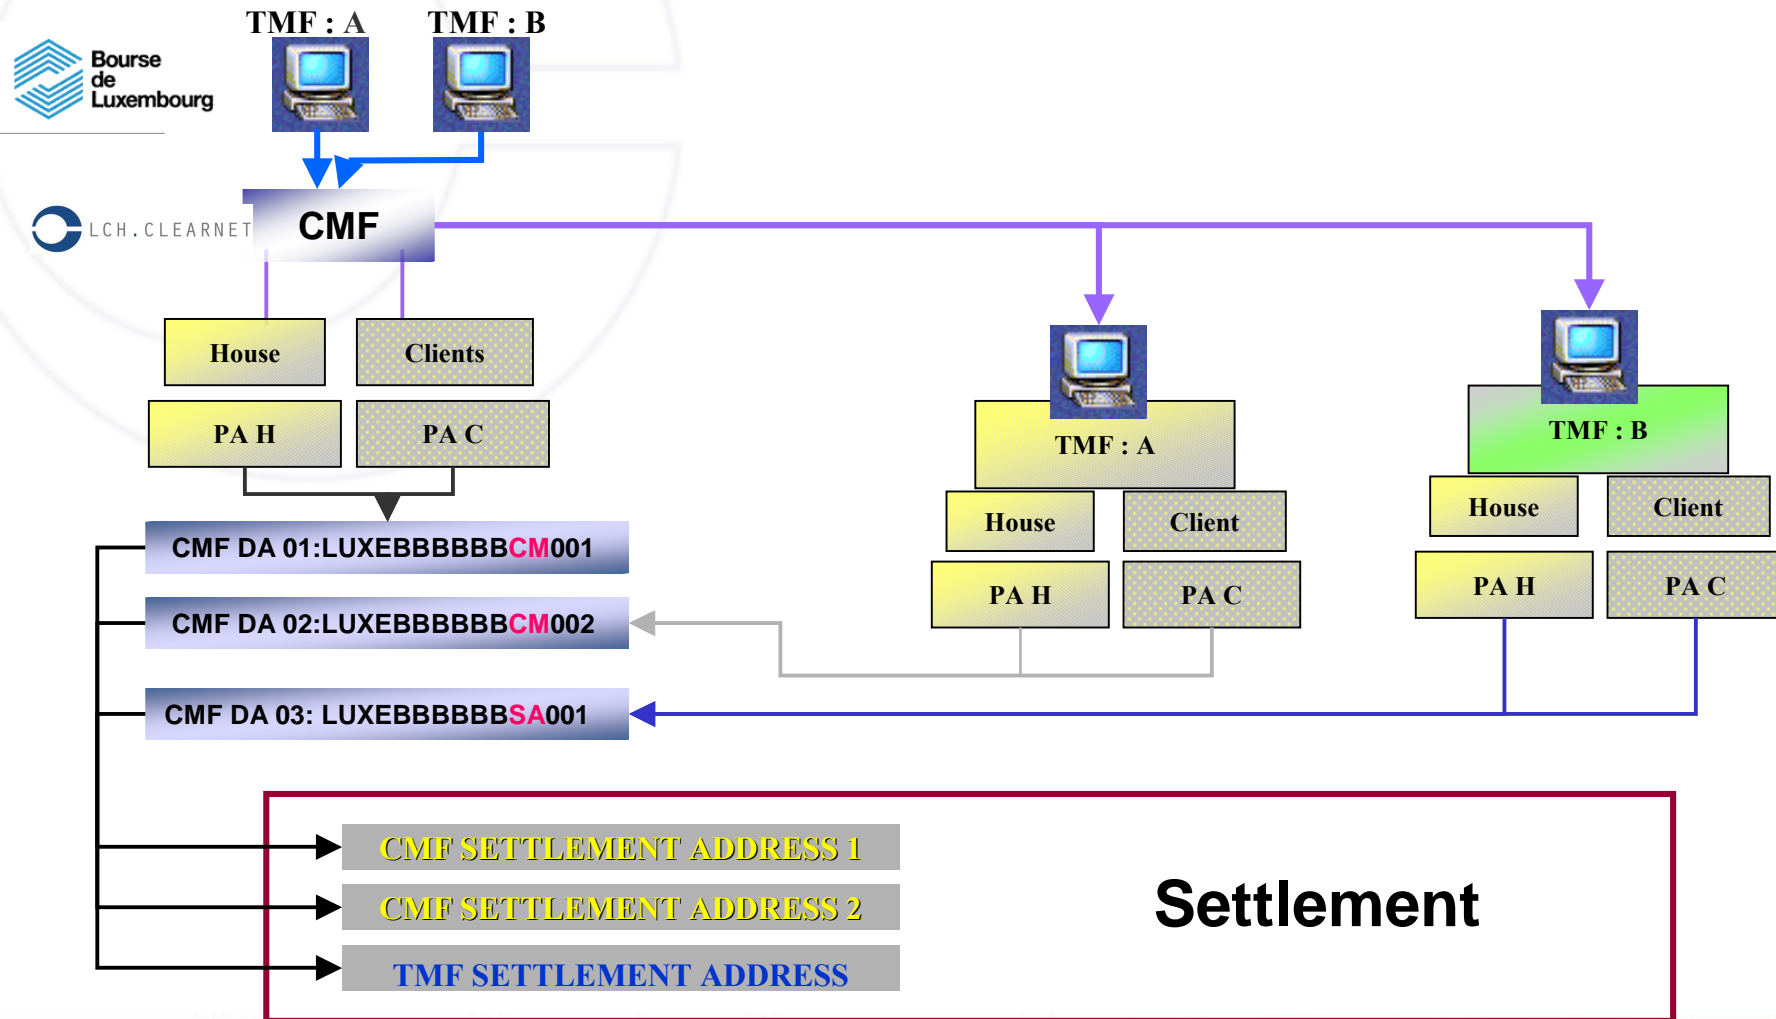 TMF : A
TMF : B
Bourse
de
Luxembourg
LCH.CLEARNET
CMF
House
Clients
PA H
PA C
TMF : A
House
Client
PA H
PA C
TMF : B
House
Client
PA H
PA C
CMF DA 01:LUXEBBBBBBCM001
CMF DA 02:LUXEBBBBBBCM002
CMF DA 03: LUXEBBBBBBSA001
CMF SETTLEMENT ADDRESS 1
CMF SETTLEMENT ADDRESS 2
TMF SETTLEMENT ADDRESS
Settlement